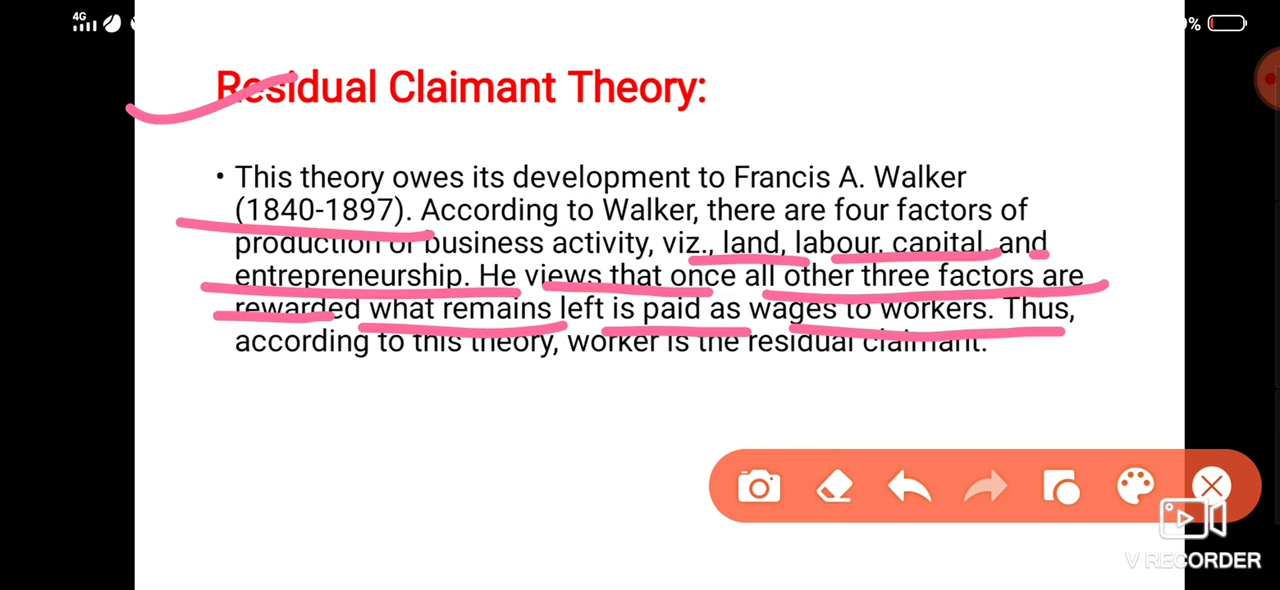 4G
%
Residual Claimant Theory:
• This theory owes its development to Francis A. Walker
(1840-1897). According to Walker, there are four factors of
production of business activity, viz., land, labour, capital, and
entrepreneurship. He views that once all other three factors are
rewarded what remains left is paid as wages to workers. Thus,
according to this theory, worker is the residual claimant.
V RECORDER